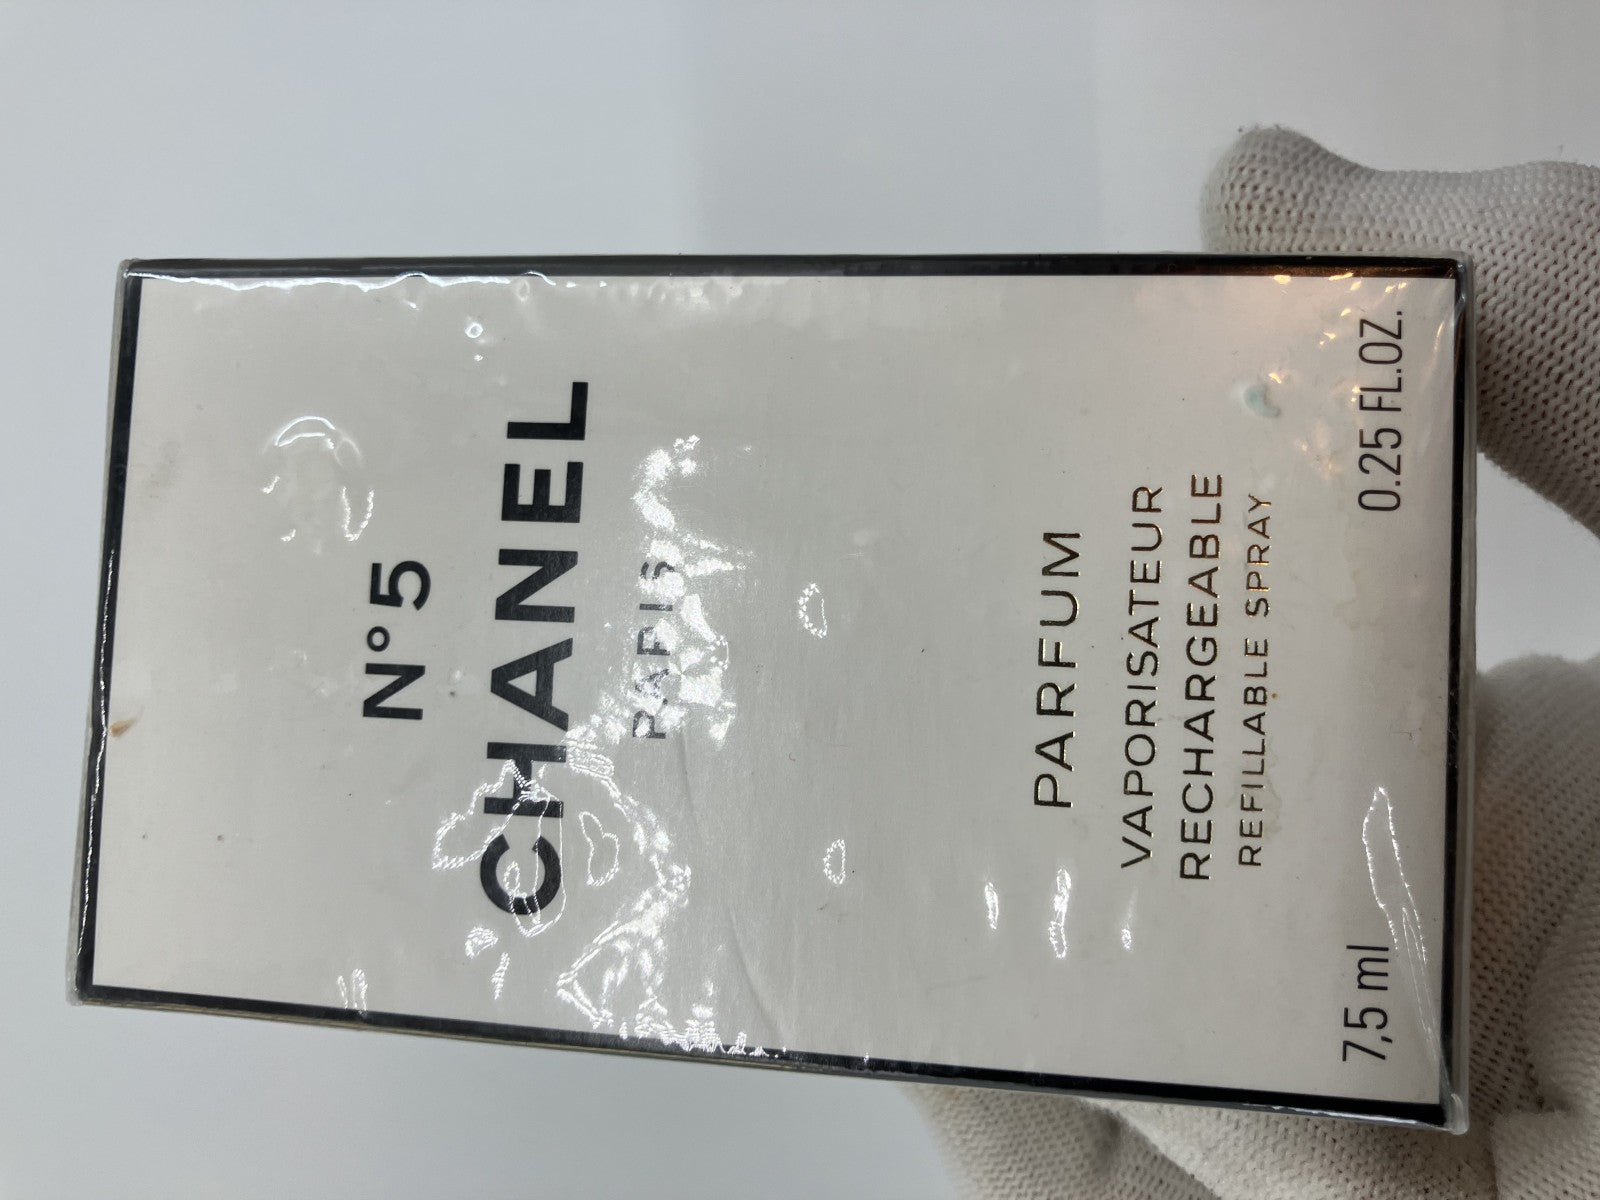 N°5
CHANEL
PARIS
PARFUM
VAPORISATEUR
RECHARGEABLE
REFILLABLE SPRAY
7,5 ml 0.25 FL.OZ.